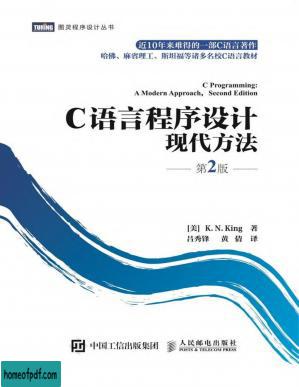 TURING 图灵程序设计丛书
近10年来难得的一部C语言著作
哈佛、麻省理工、斯坦福等诸多名校C语言教材
C Programming:
A Modern Approach, Second Edition
C语言程序设计
现代方法
第2版
[美] K. N. King 著
吕秀锋 黄倩 译
中国工信出版集团
人民邮电出版社
POSTS & TELECOM PRESS
homeofpdf.com